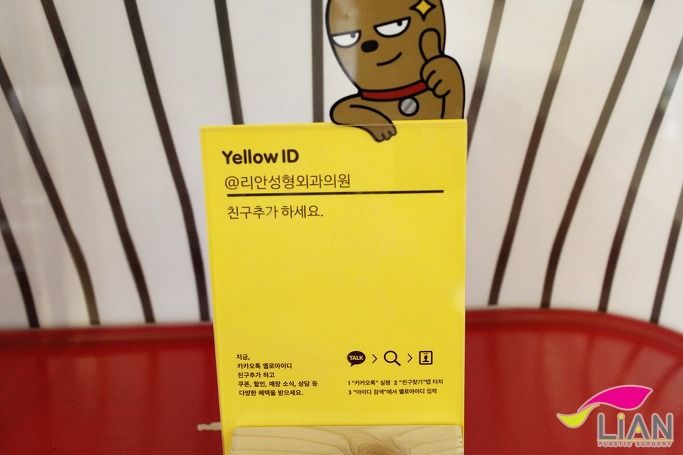 Yellow ID
@리안성형외과의원
친구추가 하세요.
지금,
카카오톡 옐로아이디
친구추가 하고
쿠폰, 할인, 매장 소식, 상담 등
다양한 혜택을 받으세요.
TALK
1 "카카오톡" 실행 2 "친구찾기"탭 터치
3 "아이디 검색"에서 옐로아이디 입력
LiAN
PLASTIC SURGERY